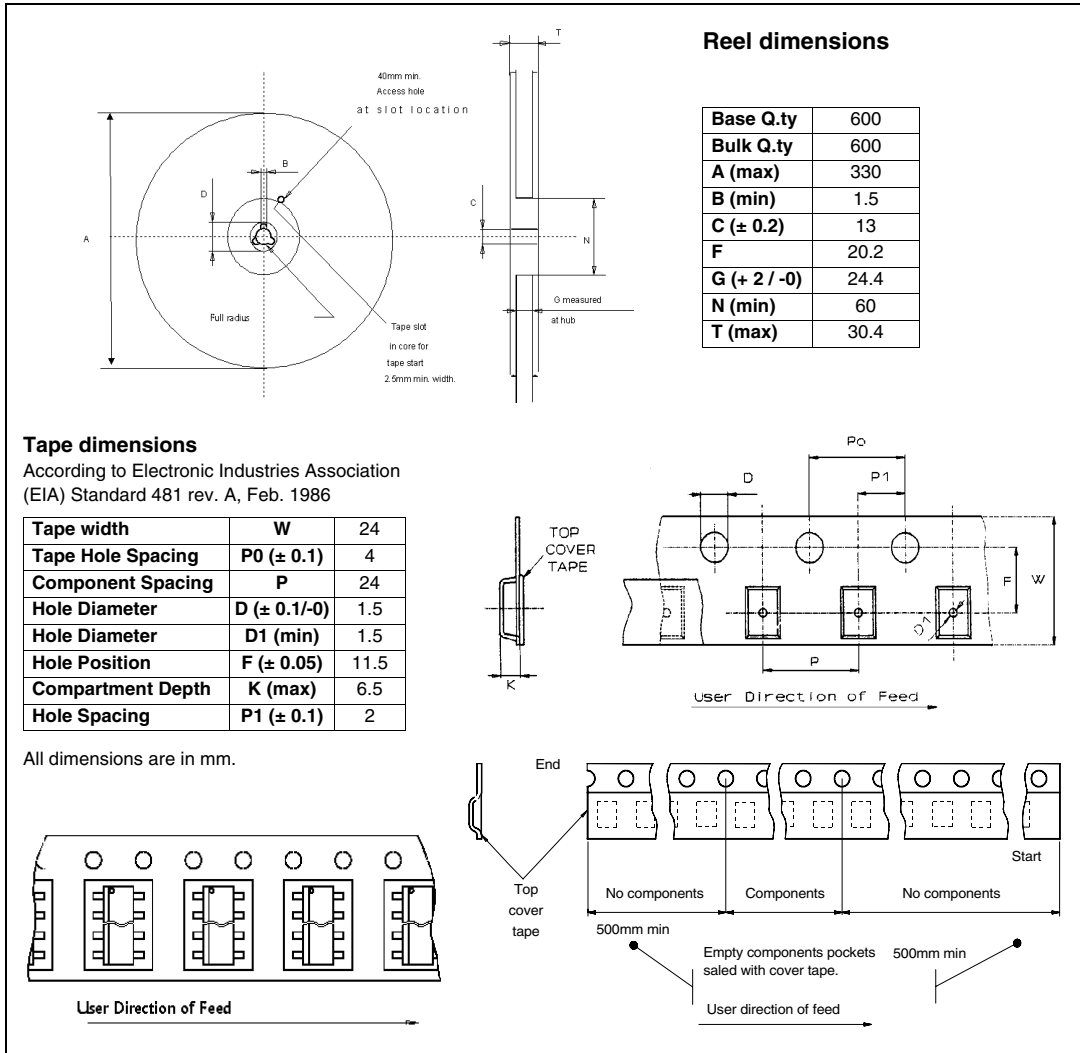 Reel dimensions
T
40mm min.
Access hole
at slot location
B
D
C
A
N
Full radius
G measured
at hub
Tape slot
in core for
tape start
2.5mm min. width.
Base Q.ty 600
Bulk Q.ty 600
A (max) 330
B (min) 1.5
C (± 0.2) 13
F 20.2
G (+ 2 / -0) 24.4
N (min) 60
T (max) 30.4
Tape dimensions
According to Electronic Industries Association
(EIA) Standard 481 rev. A, Feb. 1986
Tape width W 24
Tape Hole Spacing P0 (± 0.1) 4
Component Spacing P 24
Hole Diameter D (± 0.1/-0) 1.5
Hole Diameter D1 (min) 1.5
Hole Position F (± 0.05) 11.5
Compartment Depth K (max) 6.5
Hole Spacing P1 (± 0.1) 2
All dimensions are in mm.
Po
D
P1
TOP
COVER
TAPE
F
W
D1
K
P
User Direction of Feed
End
Start
Top
cover
tape
No components
Components
No components
500mm min
Empty components pockets
saled with cover tape.
500mm min
User direction of feed
User Direction of Feed